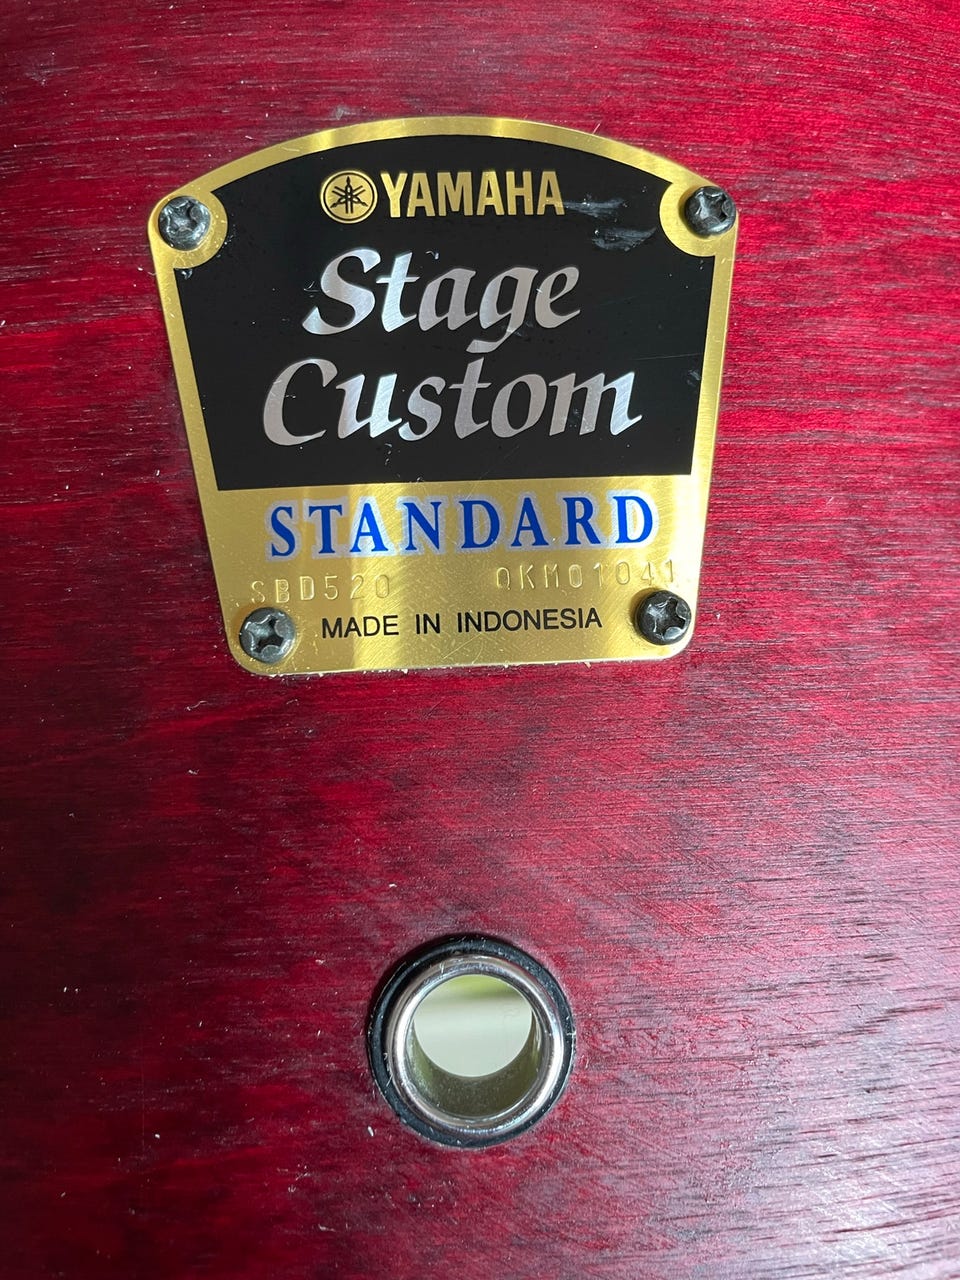 YAMAHA
Stage
Custom
STANDARD
SBD520 QKM01041
MADE IN INDONESIA